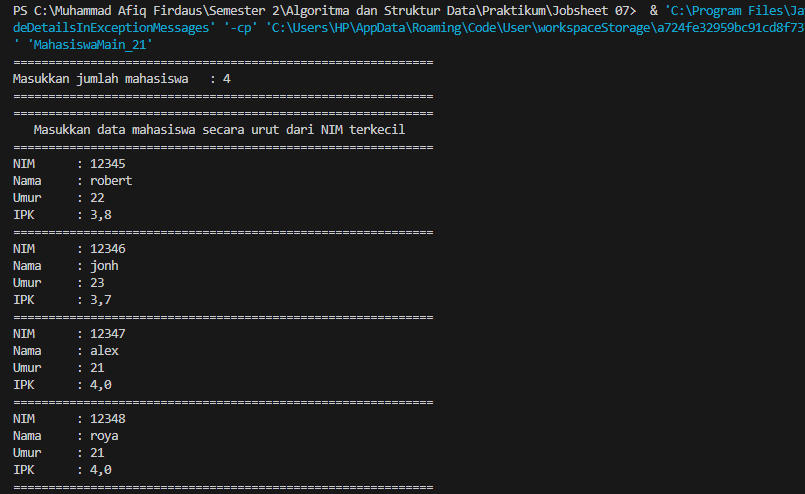 PS C:\Muhammad Afiq Firdaus\Semester 2\Algoritma dan Struktur Data\Praktikum\Jobsheet 07>  & 'C:\Program Files\Ja
deDetailsInExceptionMessages' '-cp' 'C:\Users\HP\AppData\Roaming\Code\User\workspaceStorage\a724fe32959bc91cd8f73
' 'MahasiswaMain_21'
============================================================
Masukkan jumlah mahasiswa   : 4
============================================================
============================================================
   Masukkan data mahasiswa secara urut dari NIM terkecil
============================================================
NIM      : 12345
Nama     : robert
Umur     : 22
IPK      : 3,8
============================================================
NIM      : 12346
Nama     : jonh
Umur     : 23
IPK      : 3,7
============================================================
NIM      : 12347
Nama     : alex
Umur     : 21
IPK      : 4,0
============================================================
NIM      : 12348
Nama     : roya
Umur     : 21
IPK      : 4,0
============================================================